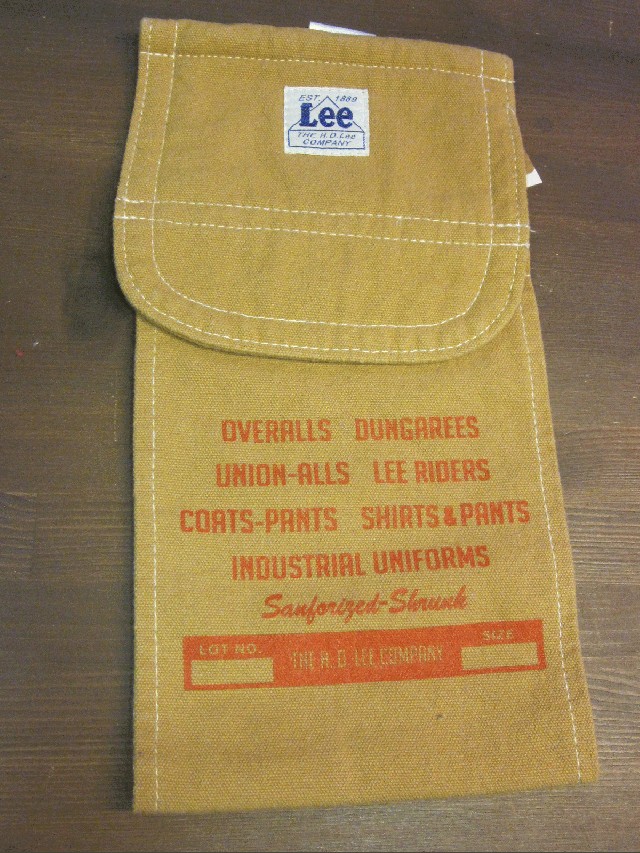 EST. 1889
Lee
THE H.D. Lee
COMPANY
OVERALLS DUNGAREES
UNION-ALLS LEE RIDERS
COATS-PANTS SHIRTS & PANTS
INDUSTRIAL UNIFORMS
Sanforized-Shrunk
LOT NO. THE H. D. LEE COMPANY SIZE